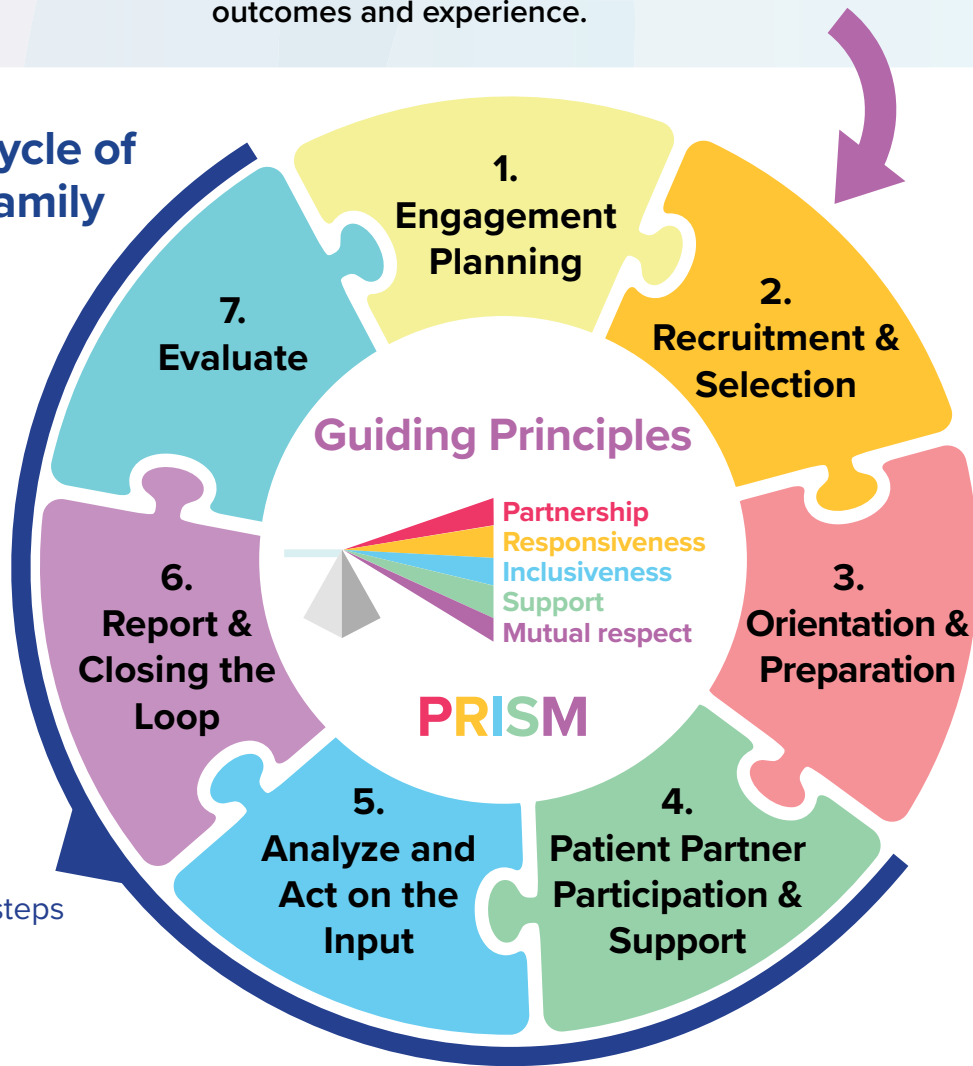 outcomes and experience.
ycle of
amily
1.
Engagement
Planning
2.
Recruitment &
Selection
3.
Orientation &
Preparation
4.
Patient Partner
Participation &
Support
5.
Analyze and
Act on the
Input
6.
Report &
Closing the
Loop
7.
Evaluate
Guiding Principles
Partnership
Responsiveness
Inclusiveness
Support
Mutual respect
PRISM
steps